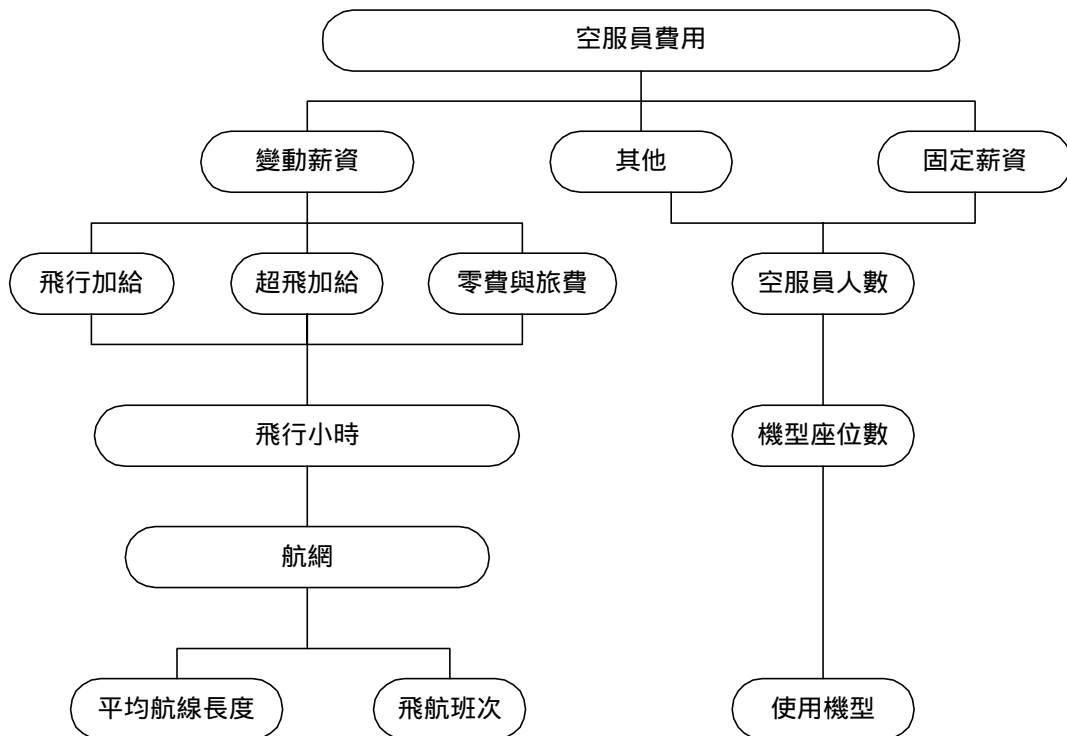 空服員費用
變動薪資
其他
固定薪資
飛行加給
超飛加給
零費與旅費
空服員人數
飛行小時
機型座位數
航網
平均航線長度
飛航班次
使用機型